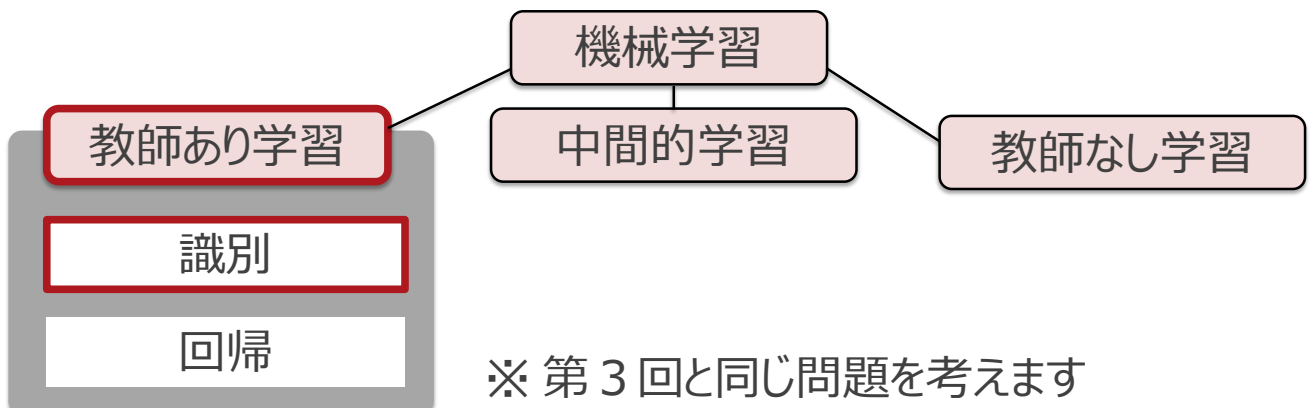 機械学習
教師あり学習
中間的学習
教師なし学習
識別
回帰
※ 第3回と同じ問題を考えます